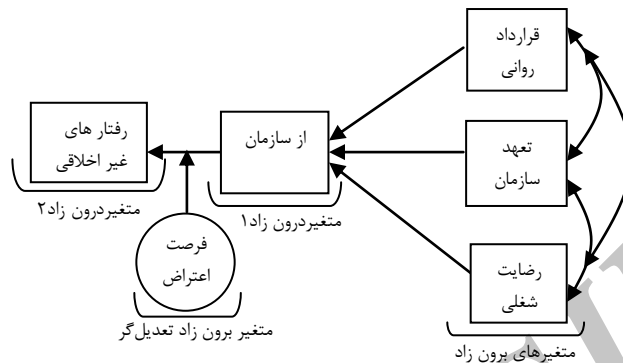 قرارداد
روانی
تعهد
سازمان
رضایت
شغلی
متغیرهای برون زاد
از سازمان
متغیردرون زاد۱
رفتار های
غیر اخلاقی
متغیردرون زاد۲
فرصت
اعتراض
متغیر برون زاد تعدیل‌گر